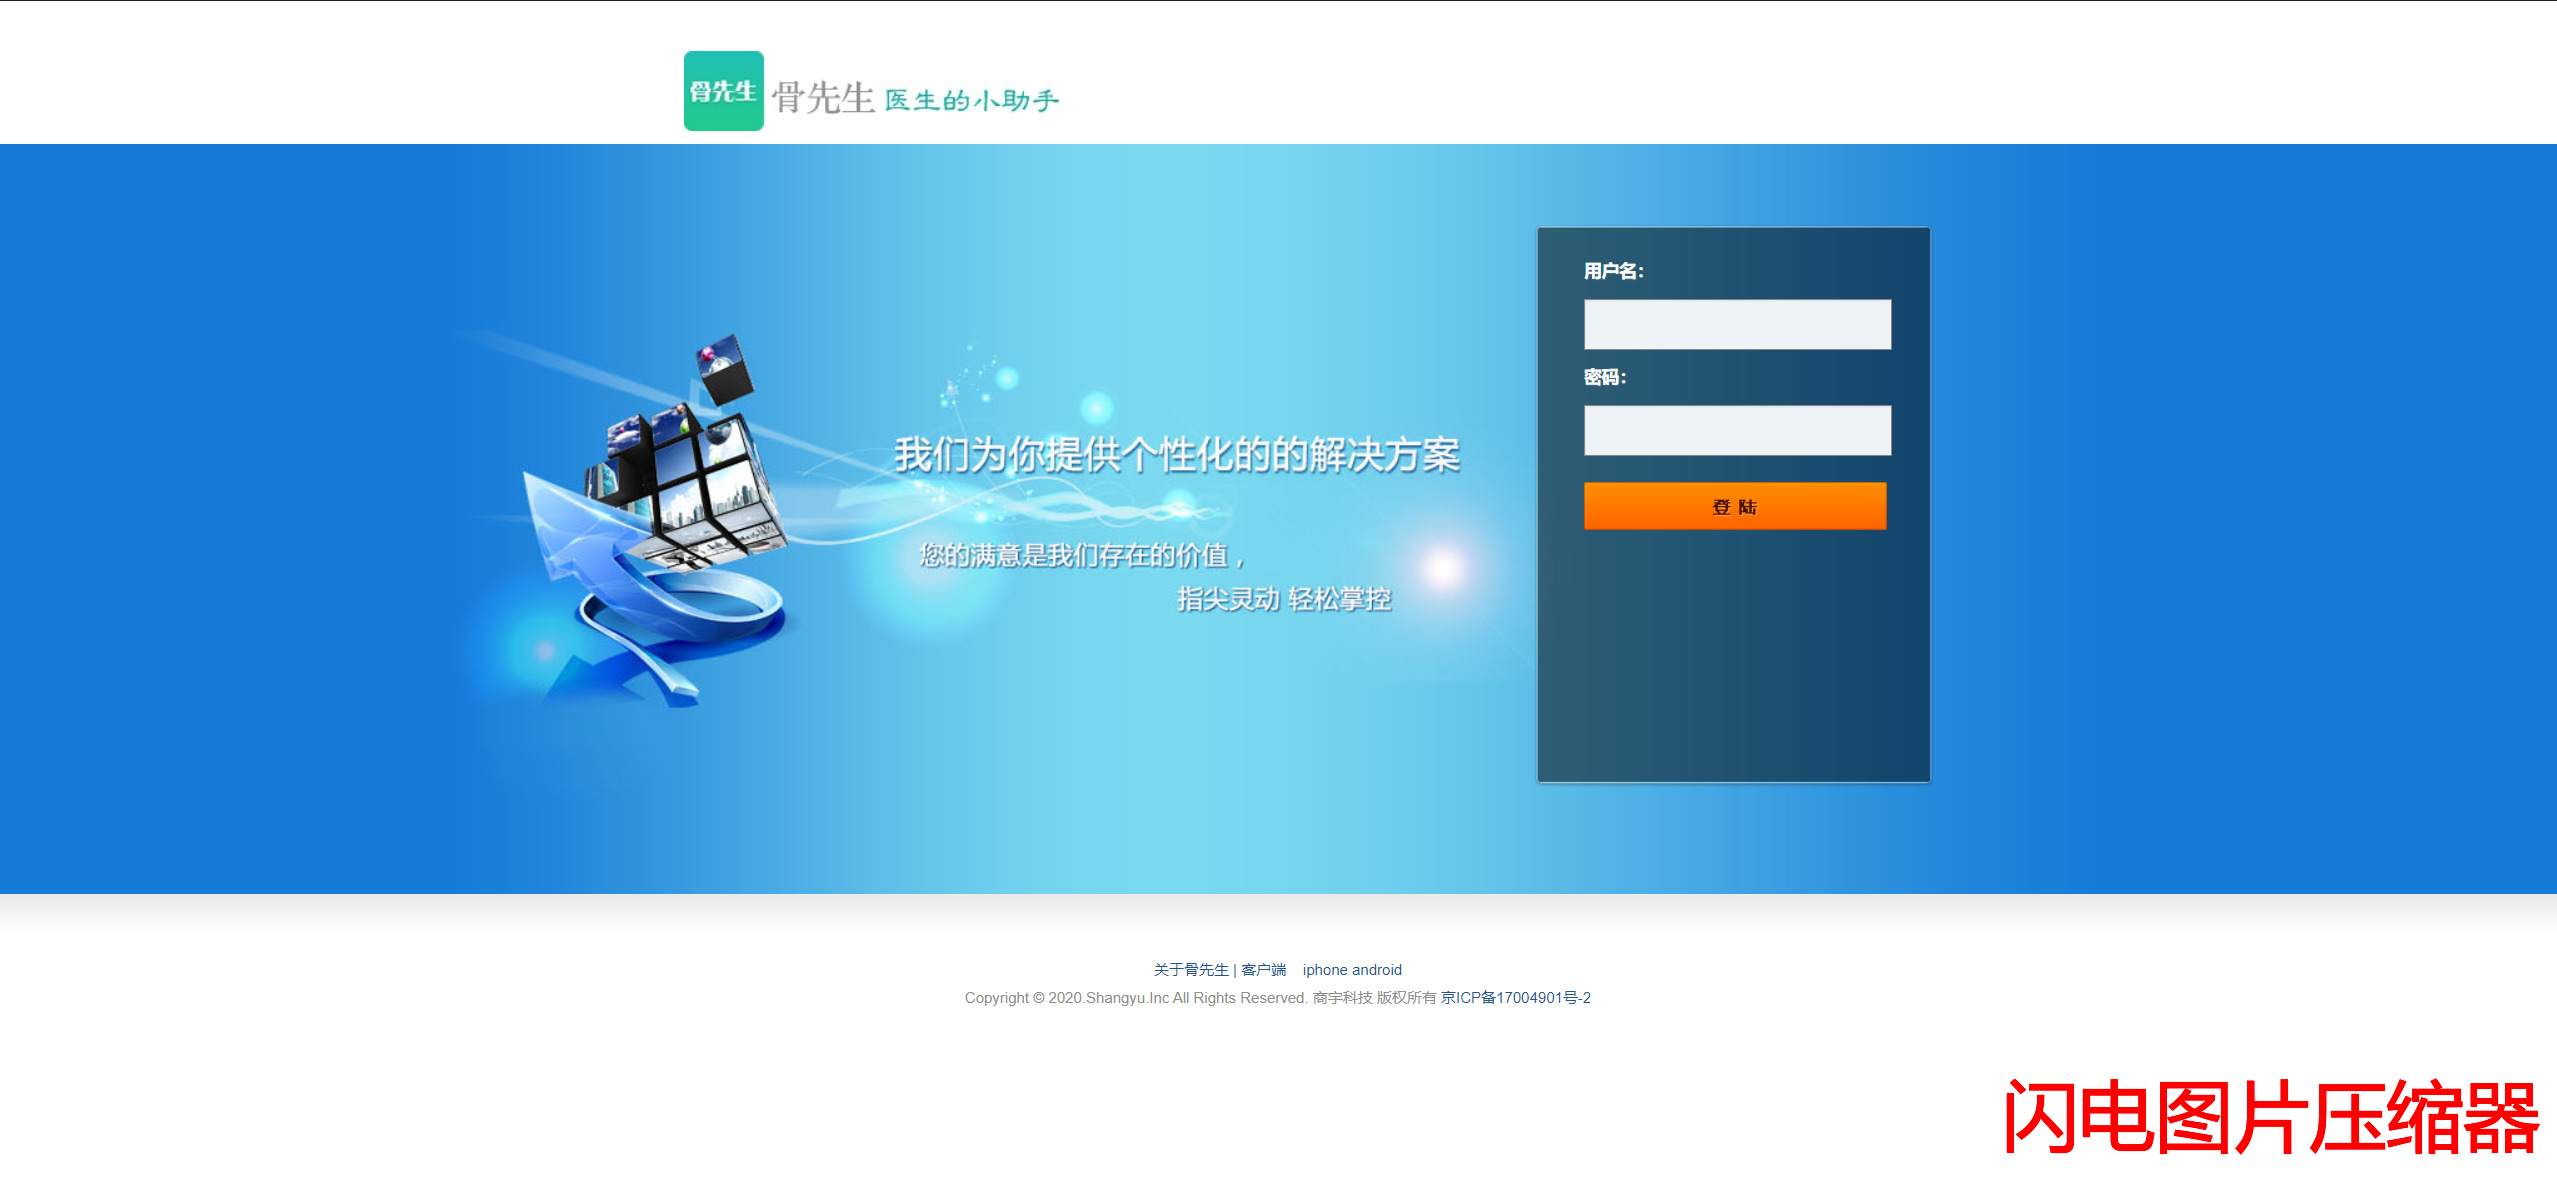 骨先生 骨先生 医生的小助手
用户名：
密码：
登 陆
我们为你提供个性化的的解决方案
您的满意是我们存在的价值，
指尖灵动 轻松掌控
关于骨先生 | 客户端 iphone android
Copyright © 2020.Shangyu.Inc All Rights Reserved. 商宇科技 版权所有 京ICP备17004901号-2
闪电图片压缩器